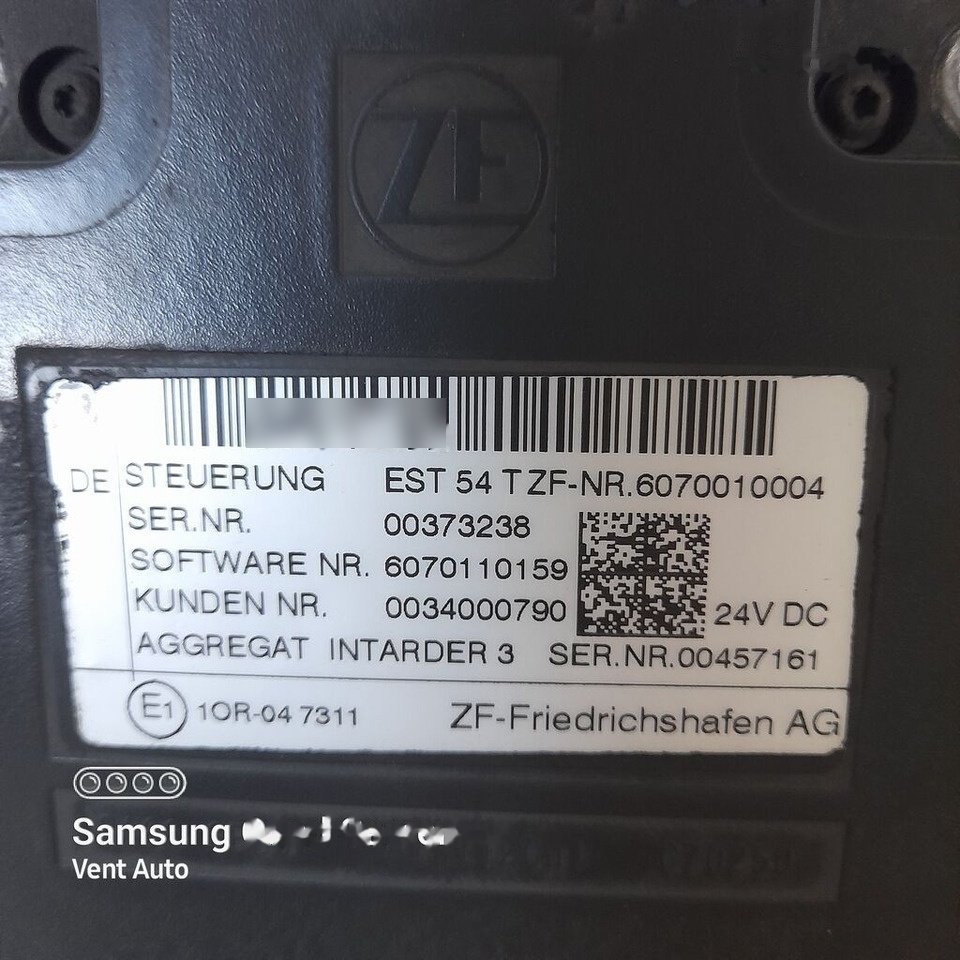 ZF
DE STEUERUNG EST 54 T ZF-NR.6070010004
SER.NR. 00373238
SOFTWARE NR. 6070110159
KUNDEN NR. 0034000790 24V DC
AGGREGAT INTARDER 3 SER.NR.00457161
E1 10R-04 7311 ZF-Friedrichshafen AG
Samsung
Vent Auto